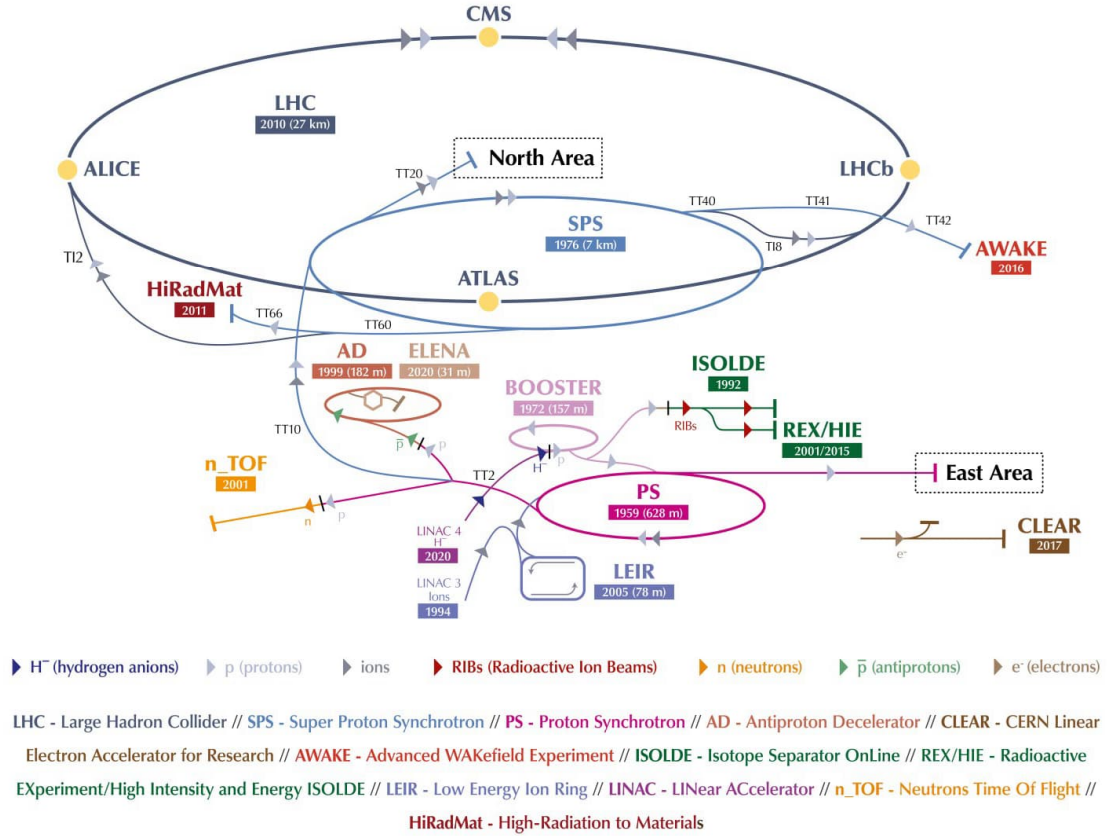 CMS
LHC
2010 (27 km)
North Area
ALICE
TT20
LHCb
SPS
1976 (7 km)
TT40
TT41
TT42
TI8
AWAKE
2016
TI2
ATLAS
HiRadMat
2011
TT66
TT60
AD
1999 (182 m)
ELENA
2020 (31 m)
ISOLDE
1992
BOOSTER
1972 (157 m)
RIBs
REX/HIE
2001/2015
TT10
p̅
p
H⁻
p
n_TOF
2001
TT2
East Area
PS
1959 (628 m)
n
p
LINAC 4
H⁻
2020
CLEAR
2017
e⁻
LINAC 3
Ions
1994
LEIR
2005 (78 m)
H⁻ (hydrogen anions)
p (protons)
ions
RIBs (Radioactive Ion Beams)
n (neutrons)
p̅ (antiprotons)
e⁻ (electrons)
LHC - Large Hadron Collider // SPS - Super Proton Synchrotron // PS - Proton Synchrotron // AD - Antiproton Decelerator // CLEAR - CERN Linear
Electron Accelerator for Research // AWAKE - Advanced WAKefield Experiment // ISOLDE - Isotope Separator OnLine // REX/HIE - Radioactive
EXperiment/High Intensity and Energy ISOLDE // LEIR - Low Energy Ion Ring // LINAC - LINear ACcelerator // n_TOF - Neutrons Time Of Flight //
HiRadMat - High-Radiation to Materials